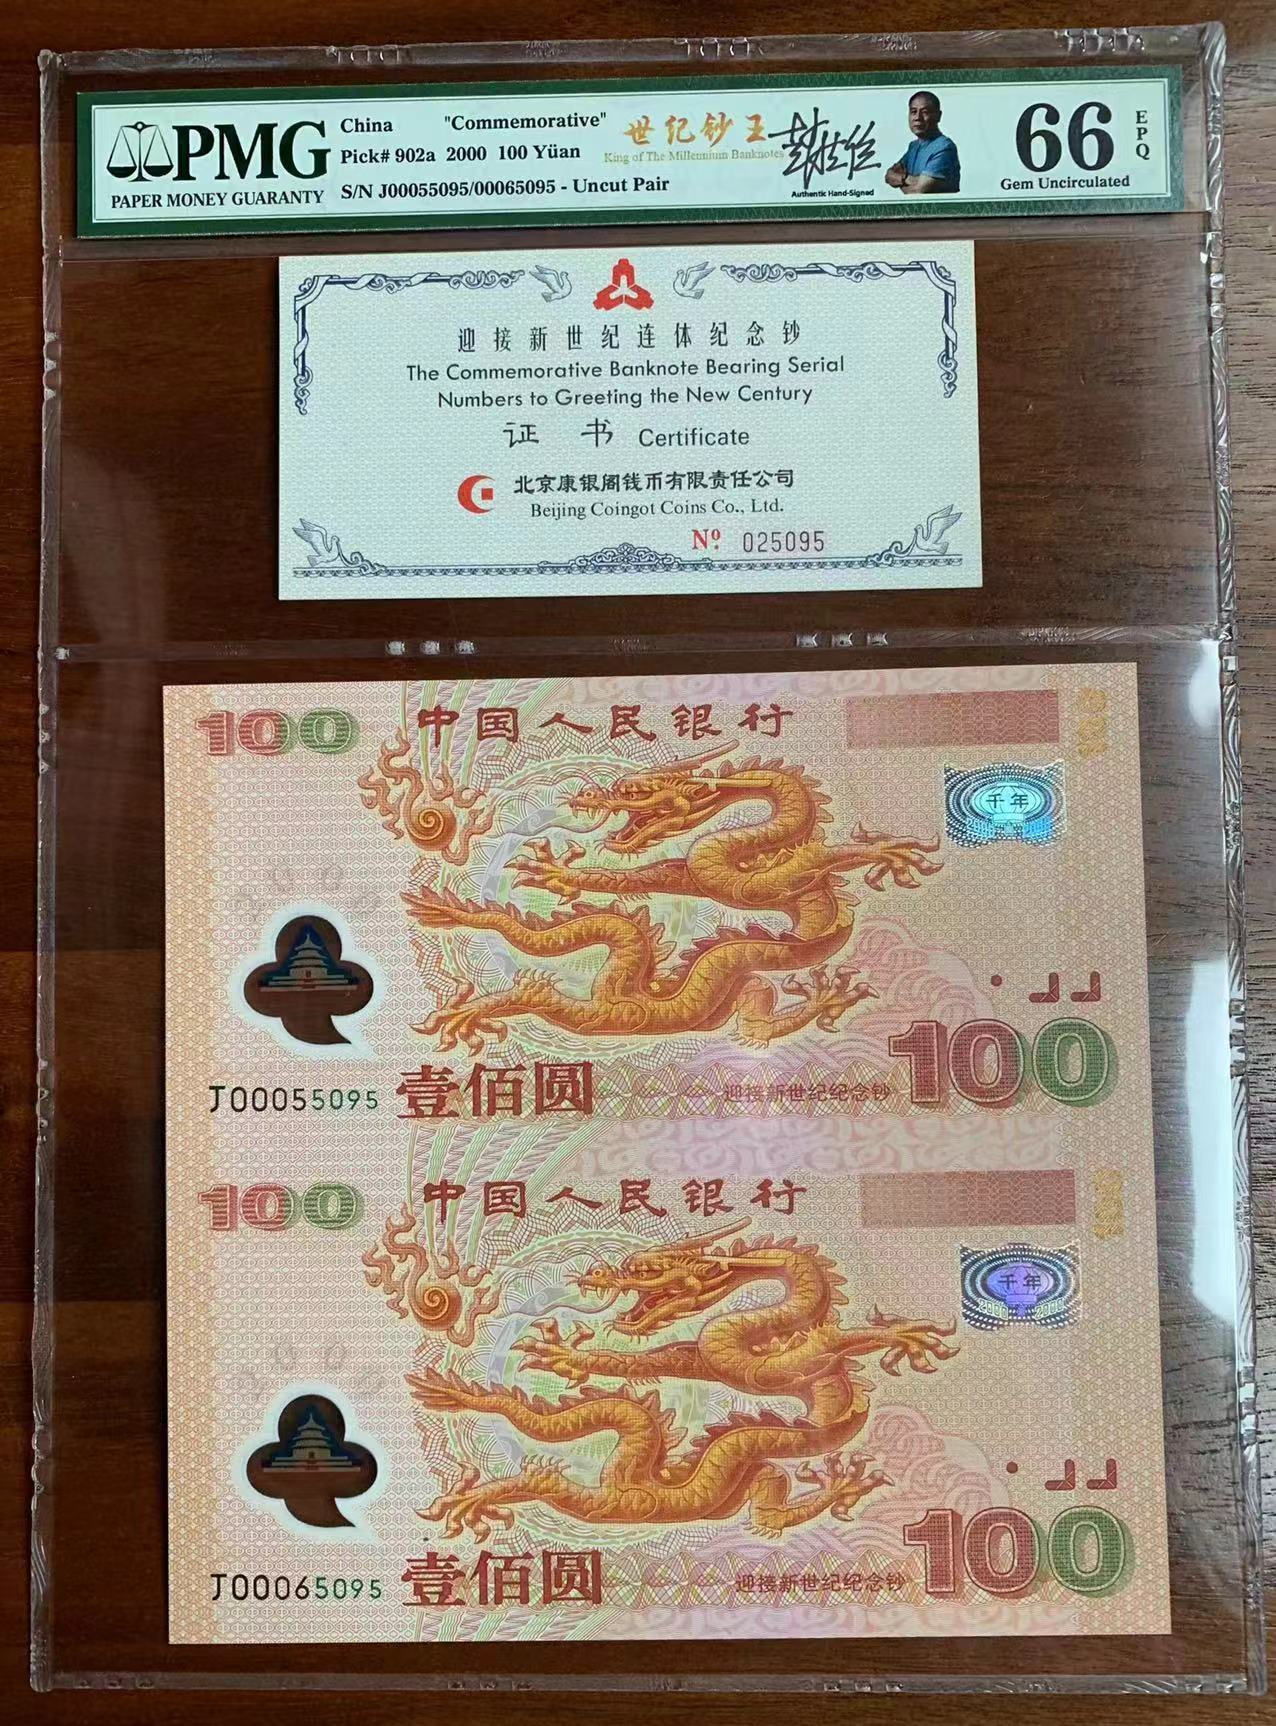 PMG
PAPER MONEY GUARANTY
China "Commemorative"
Pick# 902a 2000 100 Yüan
S/N J00055095/00065095 - Uncut Pair
世纪钞王
King of The Millennium Banknotes
Authentic Hand-Signed
66
EPQ
Gem Uncirculated
迎接新世纪连体纪念钞
The Commemorative Banknote Bearing Serial
Numbers to Greeting the New Century
证书 Certificate
北京康银阁钱币有限责任公司
Beijing Coingot Coins Co., Ltd.
Nº. 025095
100 中国人民银行
千年
100
J00055095 壹佰圆 迎接新世纪纪念钞
100 中国人民银行
千年
2000 2000
100
J00065095 壹佰圆 迎接新世纪纪念钞